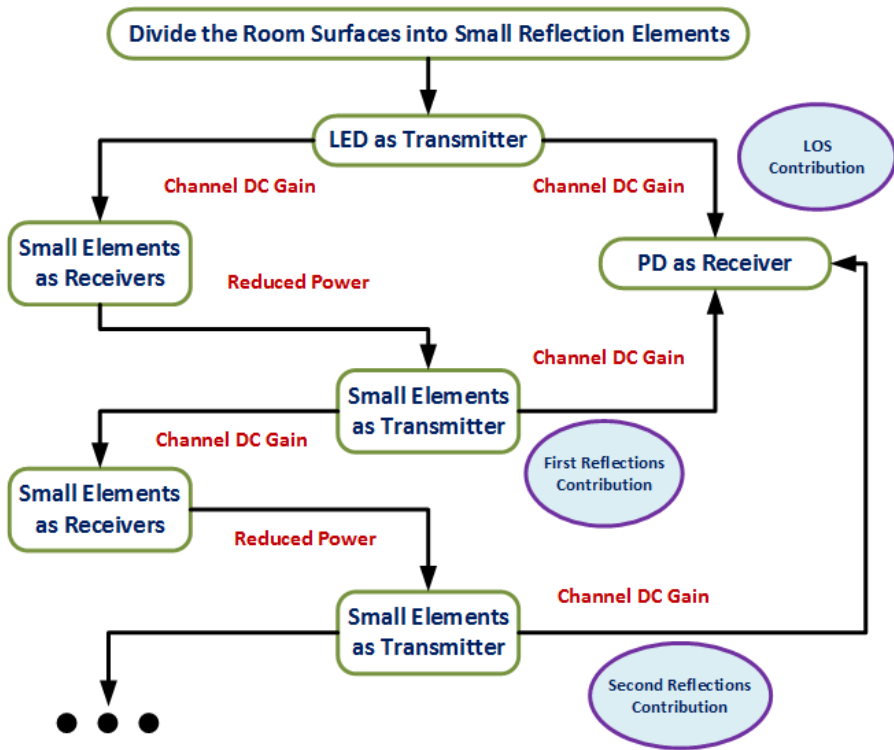 Divide the Room Surfaces into Small Reflection Elements
LED as Transmitter
LOS
Contribution
Channel DC Gain
Channel DC Gain
Small Elements
as Receivers
PD as Receiver
Reduced Power
Channel DC Gain
Small Elements
as Transmitter
Channel DC Gain
First Reflections
Contribution
Small Elements
as Receivers
Reduced Power
Channel DC Gain
Small Elements
as Transmitter
Second Reflections
Contribution